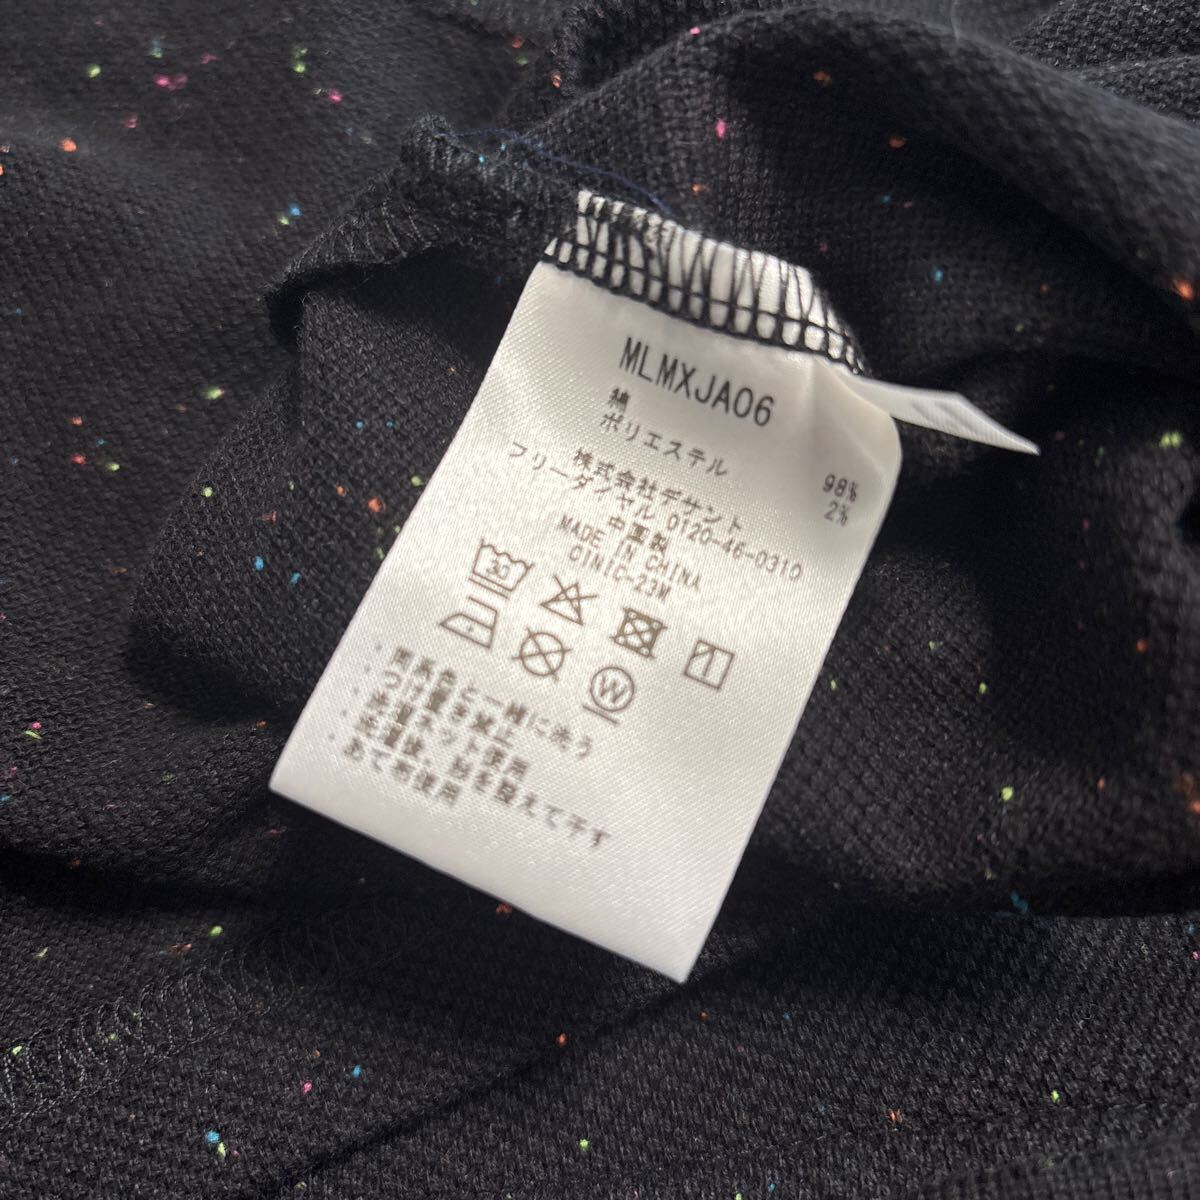 MLMXJA06
綿 98%
ポリエステル 2%
株式会社デサント
フリーダイヤル 0120-46-0310
中国製
MADE IN CHINA
CINIC-23M
30
W
・同系色と一緒に洗う
・つけ置き禁止
・洗濯ネット使用
・洗濯後、形を整えて干す
・あて布使用